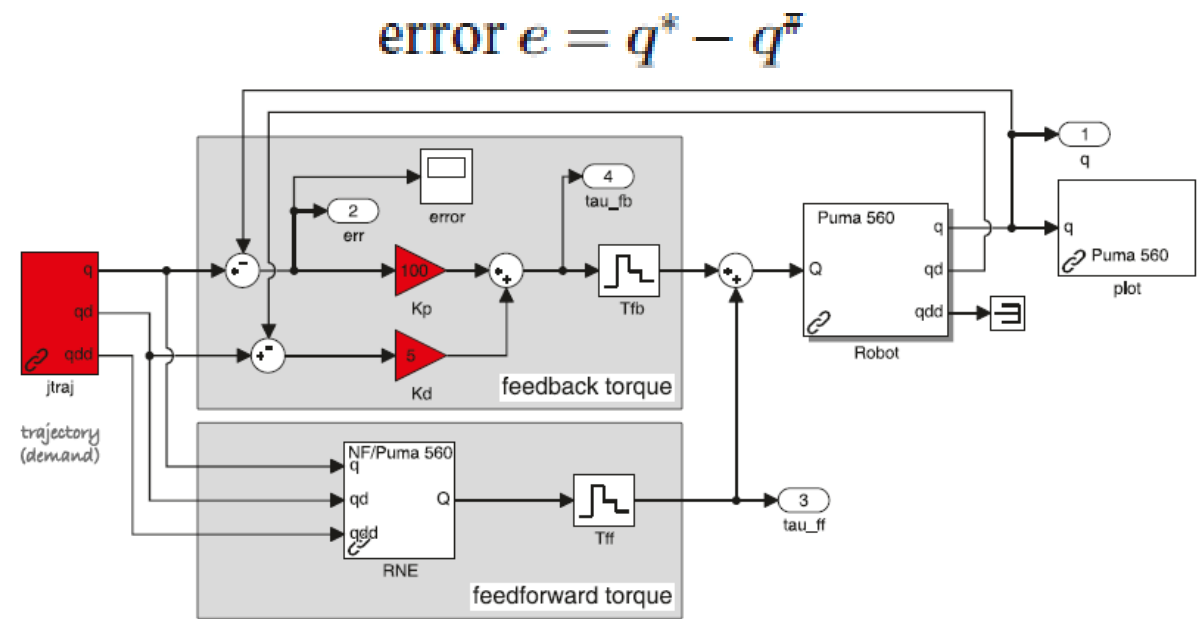 error e = q* − q#
1
q
4
tau_fb
error
2
err
Puma 560
q
qd
qdd
Q
Robot
q
Puma 560
plot
q
qd
qdd
jtraj
100
Kp
Tfb
5
Kd
feedback torque
trajectory
(demand)
NF/Puma 560
q
qd
qdd
Q
RNE
Tff
3
tau_ff
feedforward torque